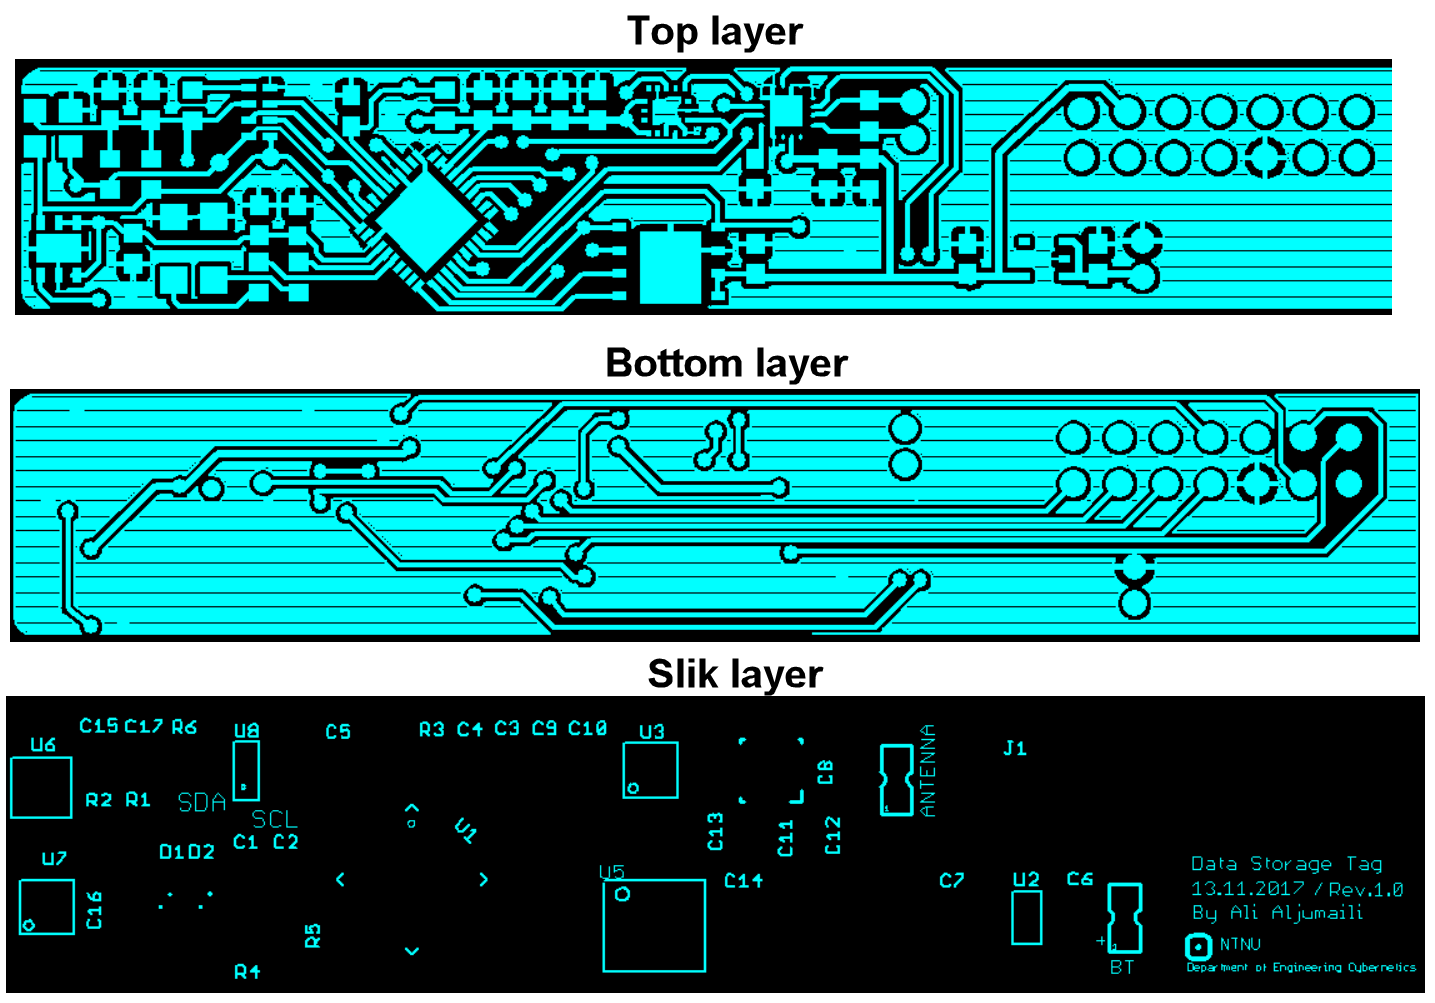 Top layer
Bottom layer
Slik layer
C15 C17 R6 U8 C5 R3 C4 C3 C9 C10 U3
U6
ANTENNA
J1
C8
R2 R1 SDA
SCL
C1 C2
U1
C13 C11 C12
1
U7
D1 D2
U5
C14
C7 U2 C6
C16
R5
R4
+
1
BT
Data Storage Tag
13.11.2017 / Rev.1.0
By Ali Aljumaili
NTNU
Department of Engineering Cybernetics